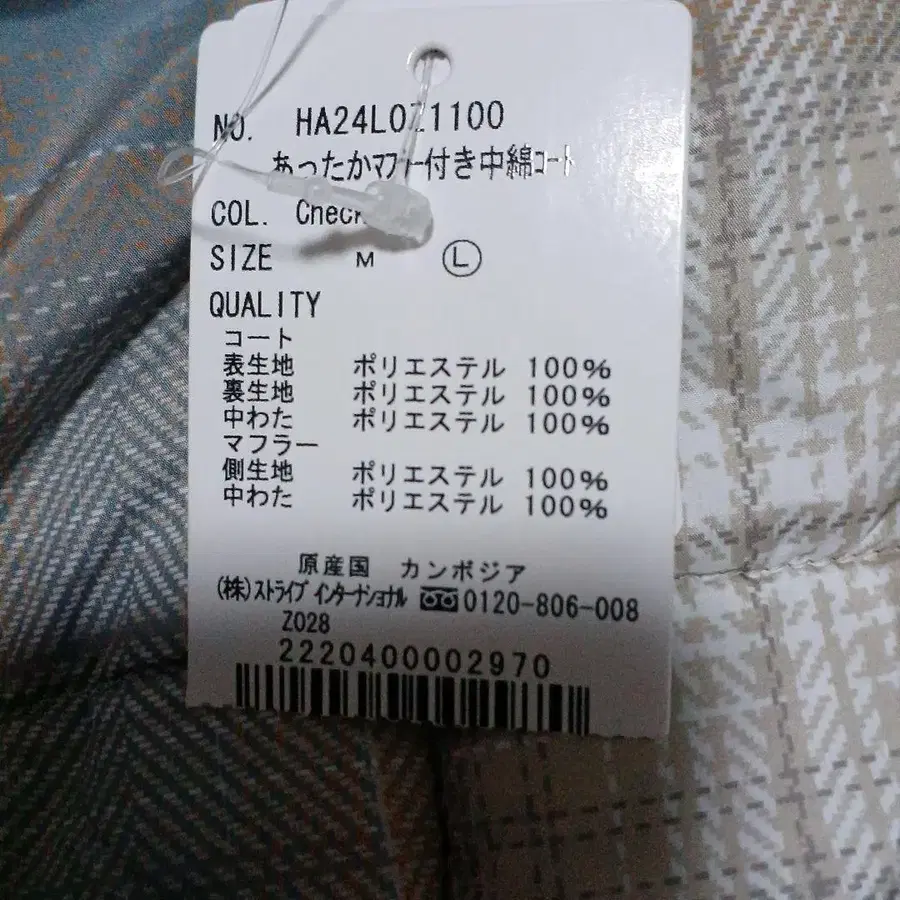 NO. HA24L0Z1100
あったかマフラー付き中綿コート
COL. Check
SIZE M L
QUALITY
コート
表生地 ポリエステル 100%
裏生地 ポリエステル 100%
中わた ポリエステル 100%
マフラー
側生地 ポリエステル 100%
中わた ポリエステル 100%
原産国 カンボジア
(株)ストライプ インターナショナル 0120-806-008
Z028
2220400002970